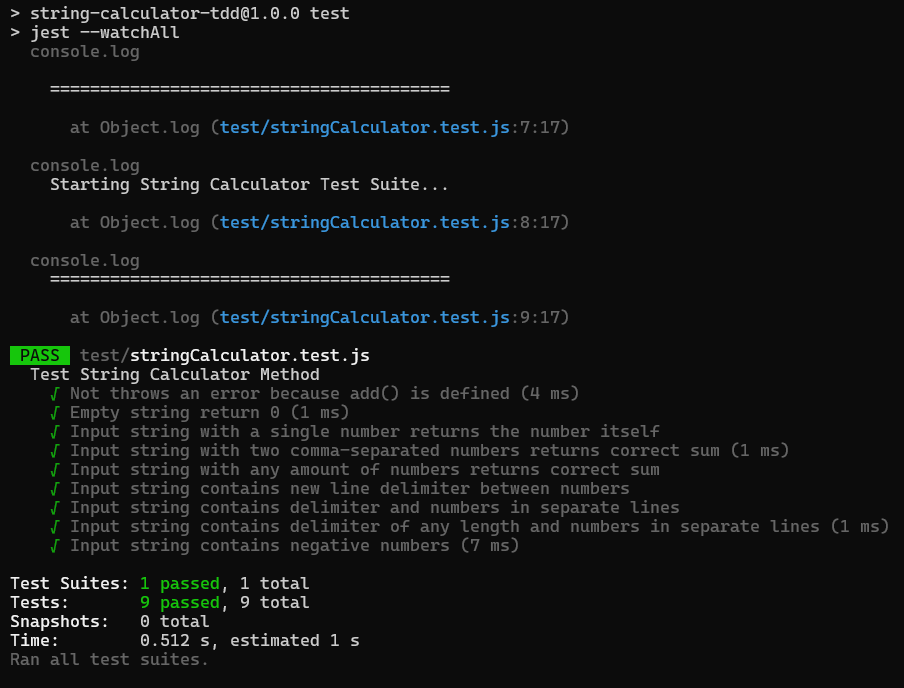 > string-calculator-tdd@1.0.0 test
> jest --watchAll
console.log
========================================
at Object.log (test/stringCalculator.test.js:7:17)
console.log
Starting String Calculator Test Suite...
at Object.log (test/stringCalculator.test.js:8:17)
console.log
========================================
at Object.log (test/stringCalculator.test.js:9:17)
PASS test/stringCalculator.test.js
Test String Calculator Method
√ Not throws an error because add() is defined (4 ms)
√ Empty string return 0 (1 ms)
√ Input string with a single number returns the number itself
√ Input string with two comma-separated numbers returns correct sum (1 ms)
√ Input string with any amount of numbers returns correct sum
√ Input string contains new line delimiter between numbers
√ Input string contains delimiter and numbers in separate lines
√ Input string contains delimiter of any length and numbers in separate lines (1 ms)
√ Input string contains negative numbers (7 ms)
Test Suites: 1 passed, 1 total
Tests: 9 passed, 9 total
Snapshots: 0 total
Time: 0.512 s, estimated 1 s
Ran all test suites.